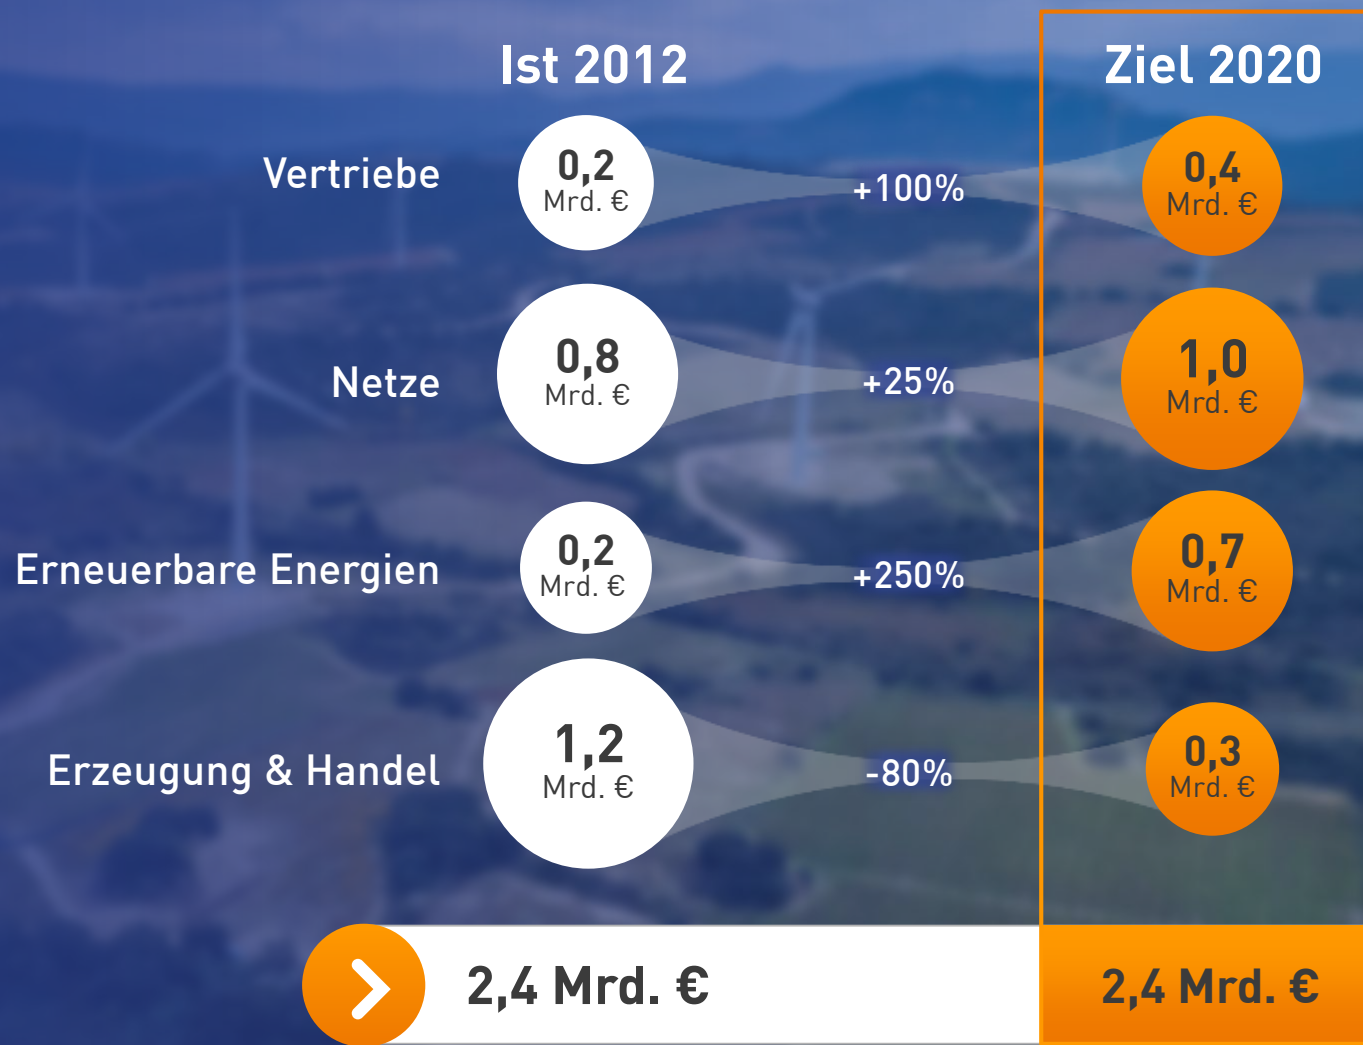 Ist 2012
Ziel 2020
Vertriebe
0,2
Mrd. €
+100%
0,4
Mrd. €
Netze
0,8
Mrd. €
+25%
1,0
Mrd. €
Erneuerbare Energien
0,2
Mrd. €
+250%
0,7
Mrd. €
Erzeugung & Handel
1,2
Mrd. €
-80%
0,3
Mrd. €
2,4 Mrd. €
2,4 Mrd. €